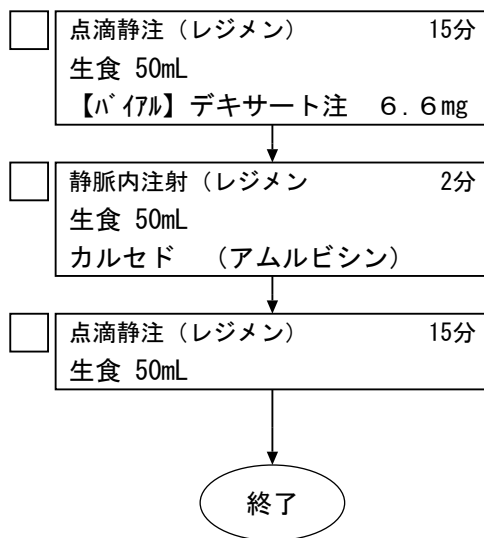 点滴静注（レジメン） 15分
生食 50mL
【ﾊﾞｲｱﾙ】デキサート注 ６.６mg
静脈内注射（レジメン 2分
生食 50mL
カルセド （アムルビシン）
点滴静注（レジメン） 15分
生食 50mL
終了